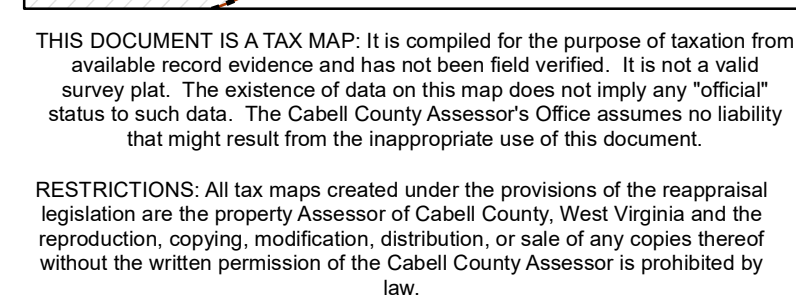 THIS DOCUMENT IS A TAX MAP: It is compiled for the purpose of taxation from
available record evidence and has not been field verified.  It is not a valid
survey plat.  The existence of data on this map does not imply any "official"
status to such data.  The Cabell County Assessor's Office assumes no liability
that might result from the inappropriate use of this document.
RESTRICTIONS: All tax maps created under the provisions of the reappraisal
legislation are the property Assessor of Cabell County, West Virginia and the
reproduction, copying, modification, distribution, or sale of any copies thereof
without the written permission of the Cabell County Assessor is prohibited by
law.